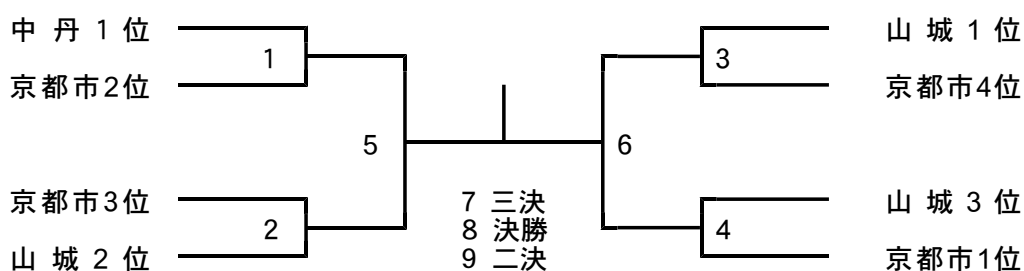 中 丹 1 位
1
京都市2位
5
京都市3位
2
山 城 2 位
7 三決
8 決勝
9 二決
山 城 1 位
3
京都市4位
6
山 城 3 位
4
京都市1位